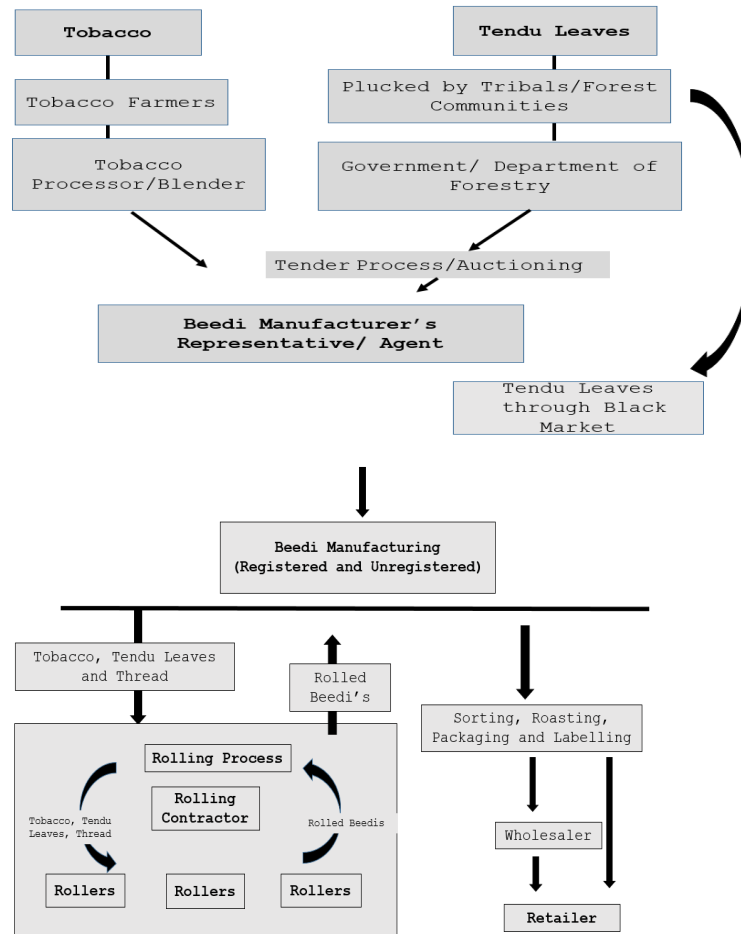 Tobacco
Tendu Leaves
Tobacco Farmers
Plucked by Tribals/Forest
Communities
Tobacco
Processor/Blender
Government/ Department of
Forestry
Tender Process/Auctioning
Beedi Manufacturer's
Representative/ Agent
Tendu Leaves
through Black
Market
Beedi Manufacturing
(Registered and Unregistered)
Tobacco, Tendu Leaves
and Thread
Rolled
Beedi's
Sorting, Roasting,
Packaging and Labelling
Rolling Process
Rolling
Contractor
Tobacco, Tendu
Leaves, Thread
Rolled Beedis
Rollers
Rollers
Rollers
Wholesaler
Retailer